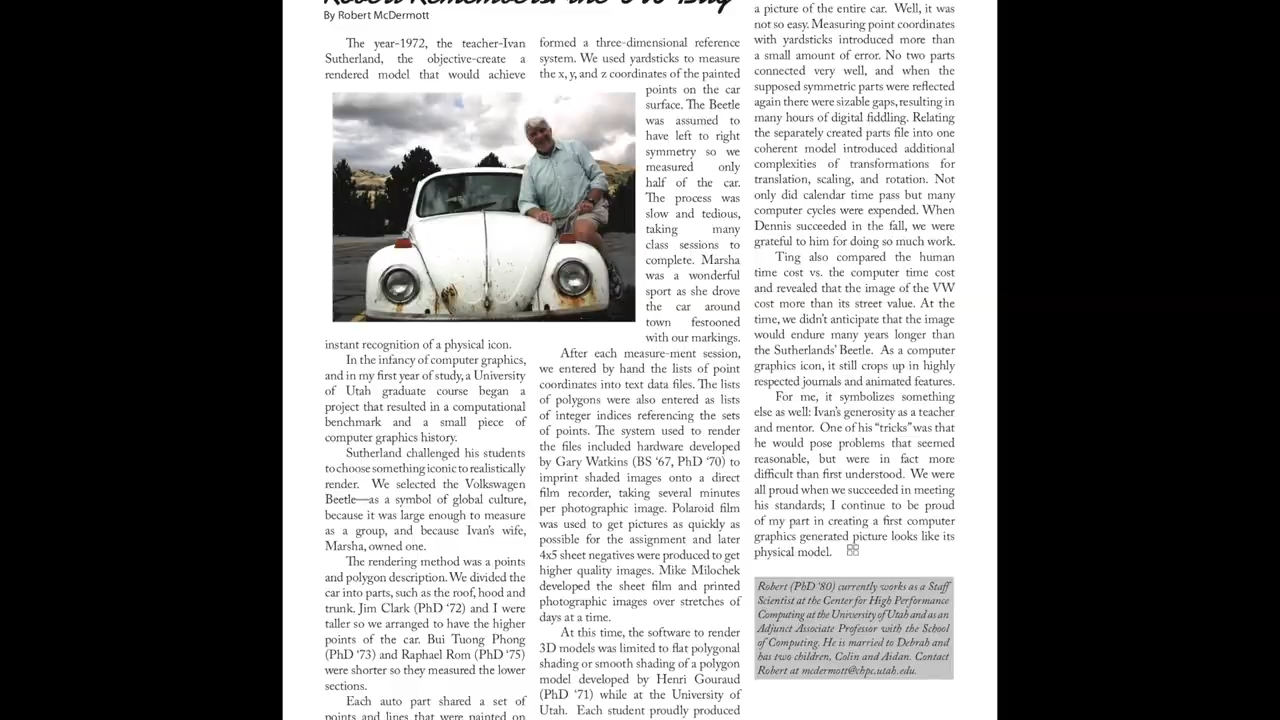 Robert Remembers: the VW Bug
By Robert McDermott
The year-1972, the teacher-Ivan
Sutherland, the objective-create a
rendered model that would achieve
instant recognition of a physical icon.
In the infancy of computer graphics,
and in my first year of study, a University
of Utah graduate course began a
project that resulted in a computational
benchmark and a small piece of
computer graphics history.
Sutherland challenged his students
to choose something iconic to realistically
render. We selected the Volkswagen
Beetle—as a symbol of global culture,
because it was large enough to measure
as a group, and because Ivan's wife,
Marsha, owned one.
The rendering method was a points
and polygon description. We divided the
car into parts, such as the roof, hood and
trunk. Jim Clark (PhD '72) and I were
taller so we arranged to have the higher
points of the car. Bui Tuong Phong
(PhD '73) and Raphael Rom (PhD '75)
were shorter so they measured the lower
sections.
Each auto part shared a set of
points and lines that were painted on
formed a three-dimensional reference
system. We used yardsticks to measure
the x, y, and z coordinates of the painted
points on the car
surface. The Beetle
was assumed to
have left to right
symmetry so we
measured only
half of the car.
The process was
slow and tedious,
taking many
class sessions to
complete. Marsha
was a wonderful
sport as she drove
the car around
town festooned
with our markings.
After each measure-ment session,
we entered by hand the lists of point
coordinates into text data files. The lists
of polygons were also entered as lists
of integer indices referencing the sets
of points. The system used to render
the files included hardware developed
by Gary Watkins (BS '67, PhD '70) to
imprint shaded images onto a direct
film recorder, taking several minutes
per photographic image. Polaroid film
was used to get pictures as quickly as
possible for the assignment and later
4x5 sheet negatives were produced to get
higher quality images. Mike Milochek
developed the sheet film and printed
photographic images over stretches of
days at a time.
At this time, the software to render
3D models was limited to flat polygonal
shading or smooth shading of a polygon
model developed by Henri Gouraud
(PhD '71) while at the University of
Utah. Each student proudly produced
a picture of the entire car. Well, it was
not so easy. Measuring point coordinates
with yardsticks introduced more than
a small amount of error. No two parts
connected very well, and when the
supposed symmetric parts were reflected
again there were sizable gaps, resulting in
many hours of digital fiddling. Relating
the separately created parts file into one
coherent model introduced additional
complexities of transformations for
translation, scaling, and rotation. Not
only did calendar time pass but many
computer cycles were expended. When
Dennis succeeded in the fall, we were
grateful to him for doing so much work.
Ting also compared the human
time cost vs. the computer time cost
and revealed that the image of the VW
cost more than its street value. At the
time, we didn't anticipate that the image
would endure many years longer than
the Sutherlands' Beetle. As a computer
graphics icon, it still crops up in highly
respected journals and animated features.
For me, it symbolizes something
else as well: Ivan's generosity as a teacher
and mentor. One of his "tricks" was that
he would pose problems that seemed
reasonable, but were in fact more
difficult than first understood. We were
all proud when we succeeded in meeting
his standards; I continue to be proud
of my part in creating a first computer
graphics generated picture looks like its
physical model.
Robert (PhD '80) currently works as a Staff
Scientist at the Center for High Performance
Computing at the University of Utah and as an
Adjunct Associate Professor with the School
of Computing. He is married to Debrah and
has two children, Colin and Aidan. Contact
Robert at mcdermott@chpc.utah.edu.